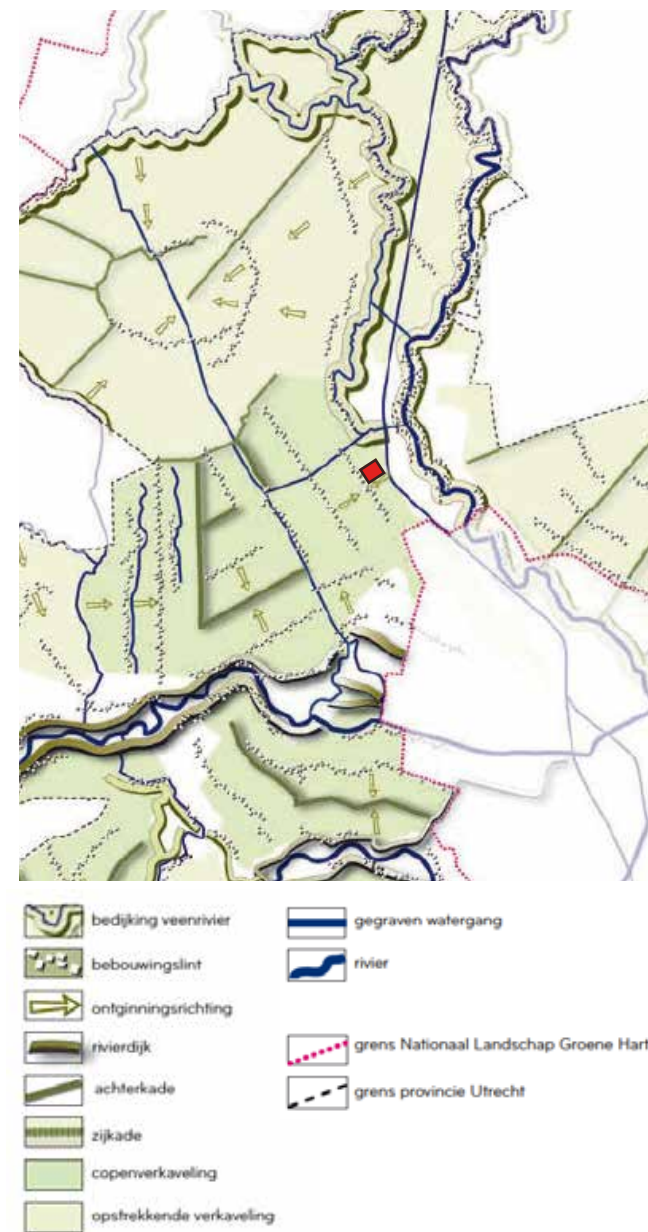 bedijking veenrivier
bebouwingslint
ontginningsrichting
rivierdijk
achterkade
zijkade
copenverkaveling
opstrekkende verkaveling
gegraven watergang
rivier
grens Nationaal Landschap Groene Hart
grens provincie Utrecht